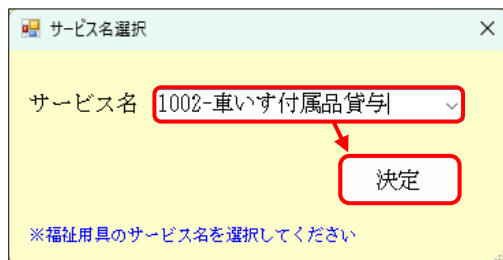 サービス名選択
サービス名 1002-車いす付属品貸与
決定
※福祉用具のサービス名を選択してください